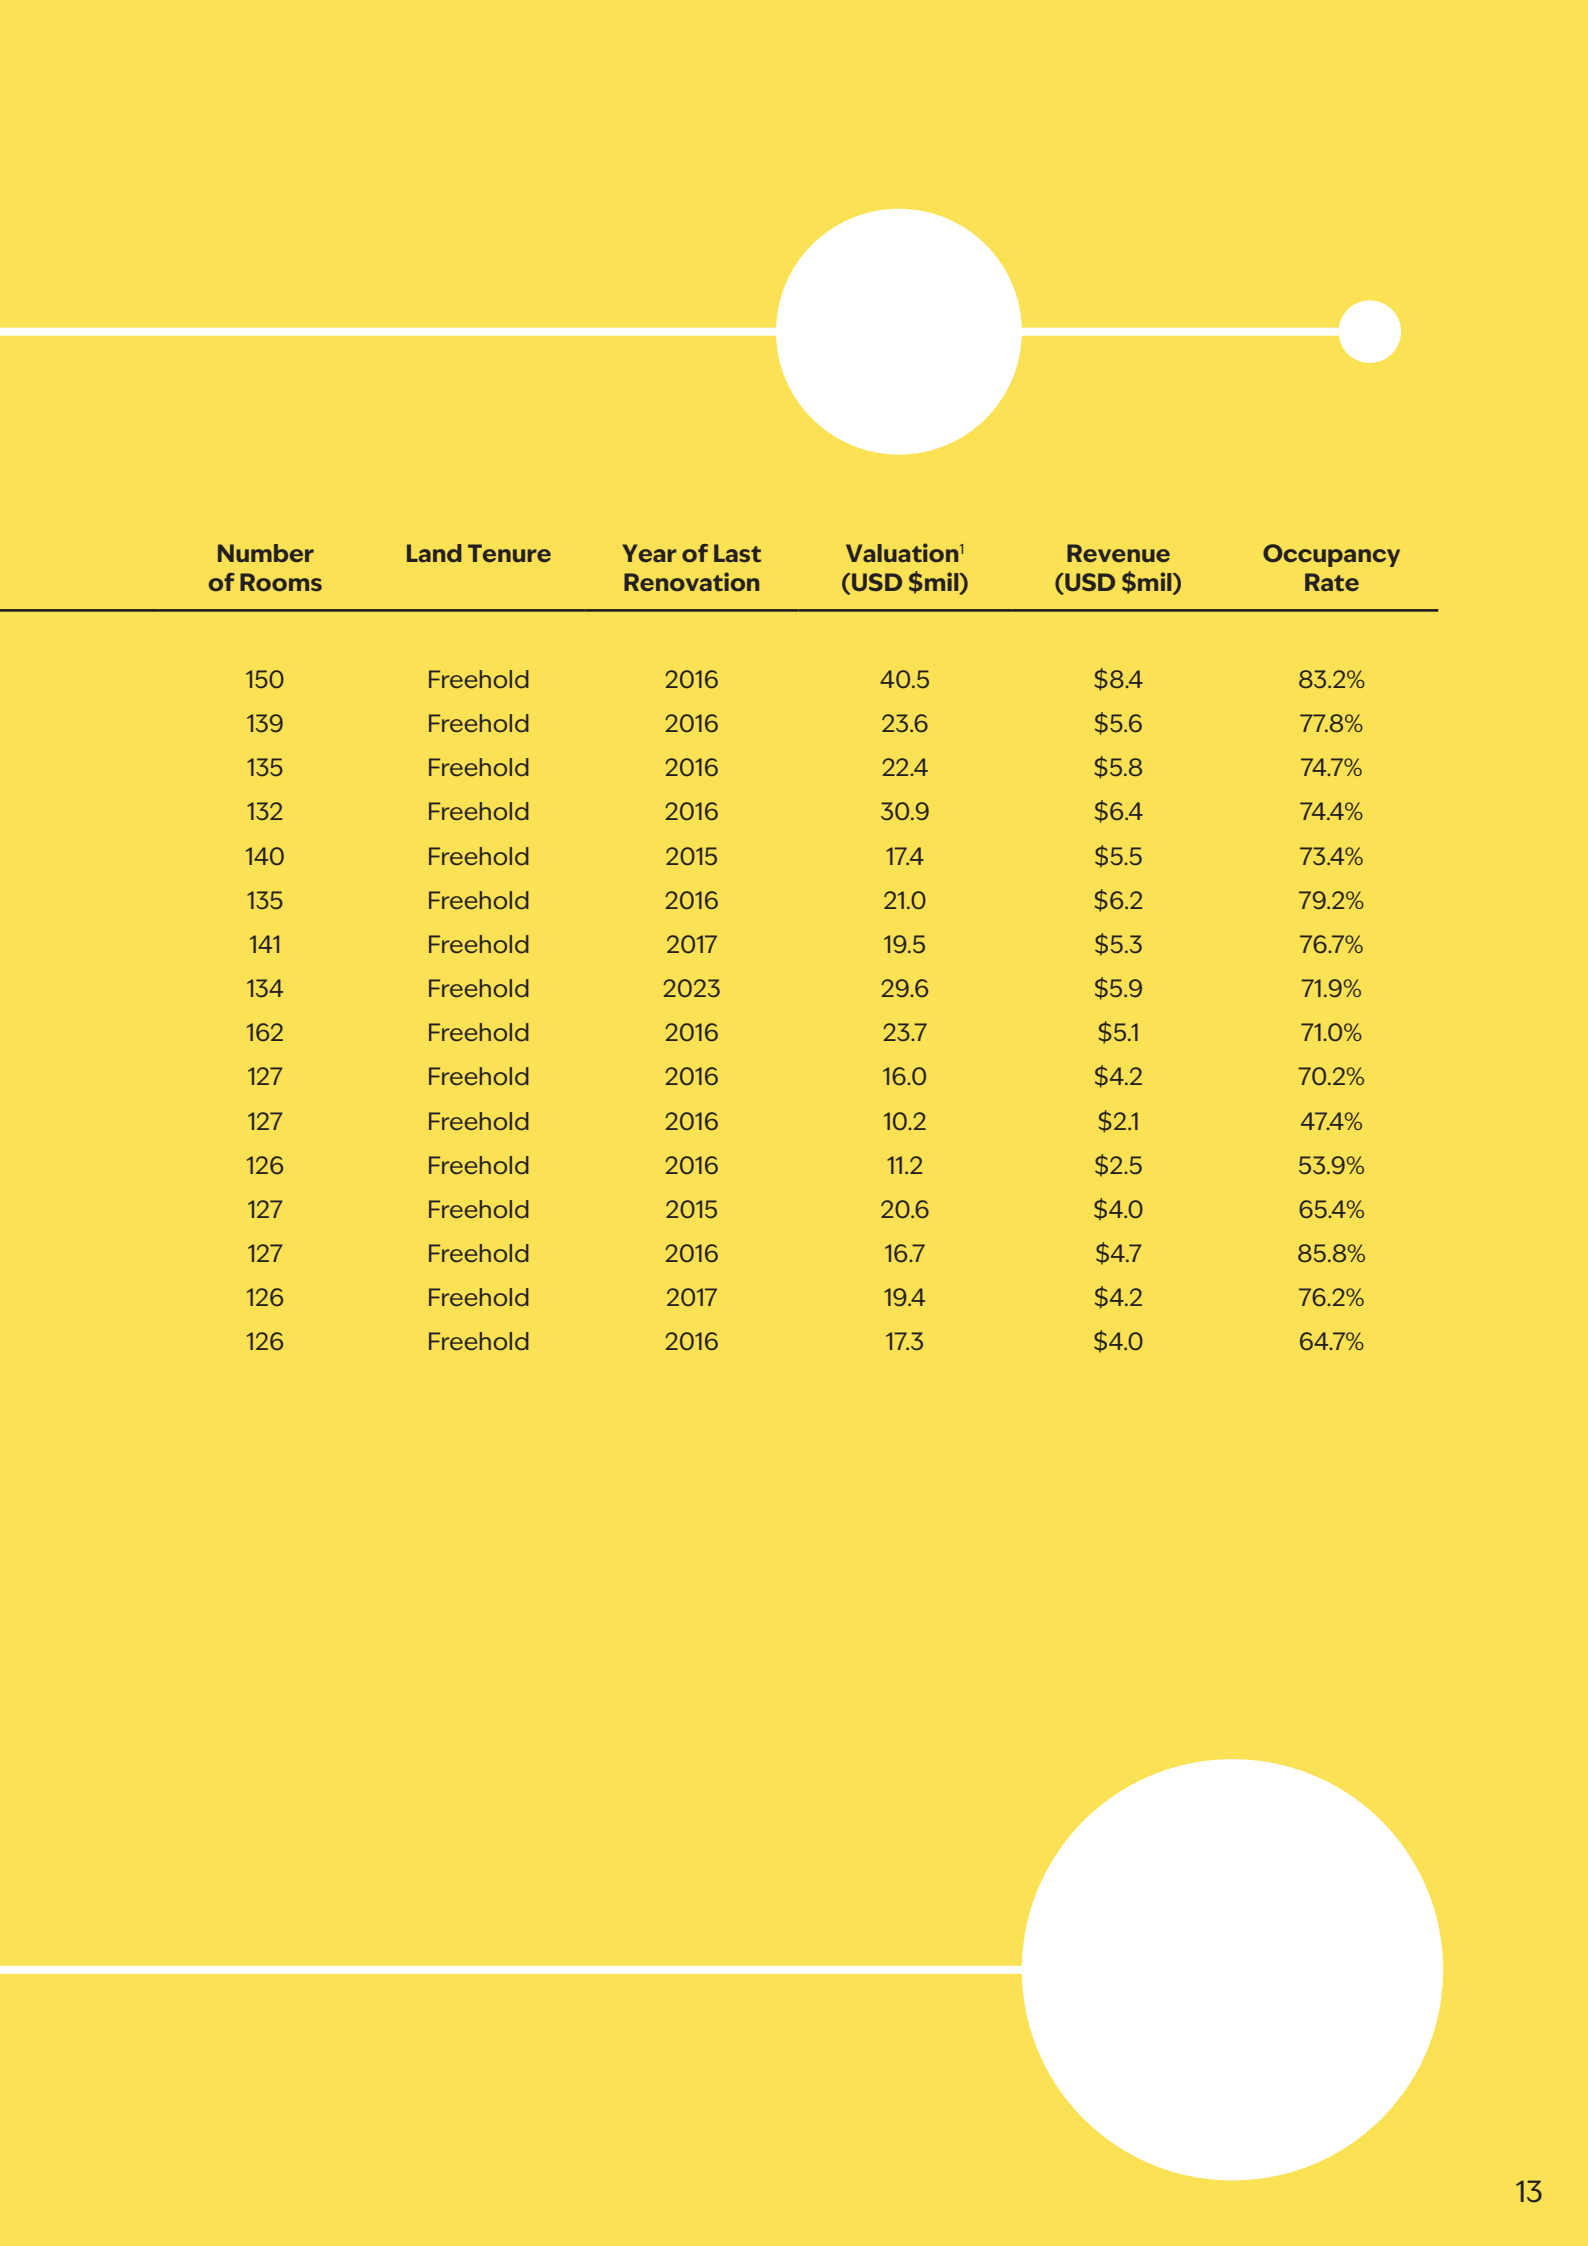 Number Land Tenure Year of Last Valuation¹ Revenue Occupancy
of Rooms Renovation (USD $mil) (USD $mil) Rate
150 Freehold 2016 40.5 $8.4 83.2%
139 Freehold 2016 23.6 $5.6 77.8%
135 Freehold 2016 22.4 $5.8 74.7%
132 Freehold 2016 30.9 $6.4 74.4%
140 Freehold 2015 17.4 $5.5 73.4%
135 Freehold 2016 21.0 $6.2 79.2%
141 Freehold 2017 19.5 $5.3 76.7%
134 Freehold 2023 29.6 $5.9 71.9%
162 Freehold 2016 23.7 $5.1 71.0%
127 Freehold 2016 16.0 $4.2 70.2%
127 Freehold 2016 10.2 $2.1 47.4%
126 Freehold 2016 11.2 $2.5 53.9%
127 Freehold 2015 20.6 $4.0 65.4%
127 Freehold 2016 16.7 $4.7 85.8%
126 Freehold 2017 19.4 $4.2 76.2%
126 Freehold 2016 17.3 $4.0 64.7%
13